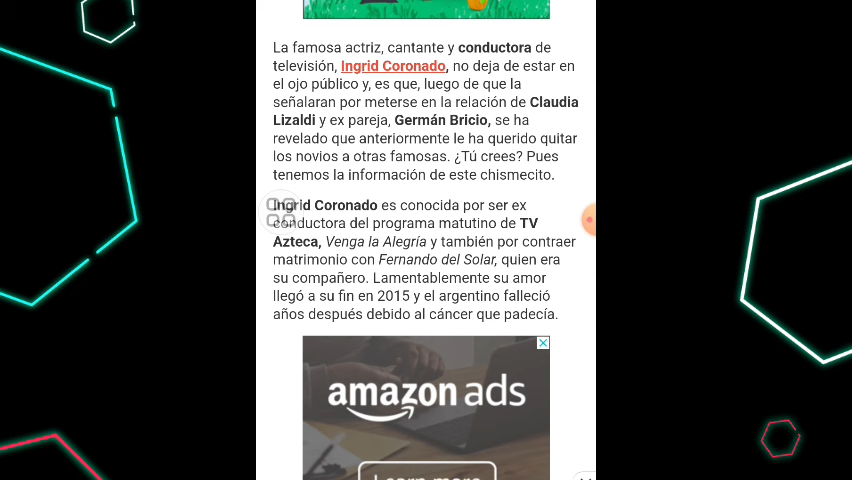 La famosa actriz, cantante y conductora de
televisión, Ingrid Coronado, no deja de estar en
el ojo público y, es que, luego de que la
señalaran por meterse en la relación de Claudia
Lizaldi y ex pareja, Germán Bricio, se ha
revelado que anteriormente le ha querido quitar
los novios a otras famosas. ¿Tú crees? Pues
tenemos la información de este chismecito.
Ingrid Coronado es conocida por ser ex
conductora del programa matutino de TV
Azteca, Venga la Alegría y también por contraer
matrimonio con Fernando del Solar, quien era
su compañero. Lamentablemente su amor
llegó a su fin en 2015 y el argentino falleció
años después debido al cáncer que padecía.
amazon ads
Learn more